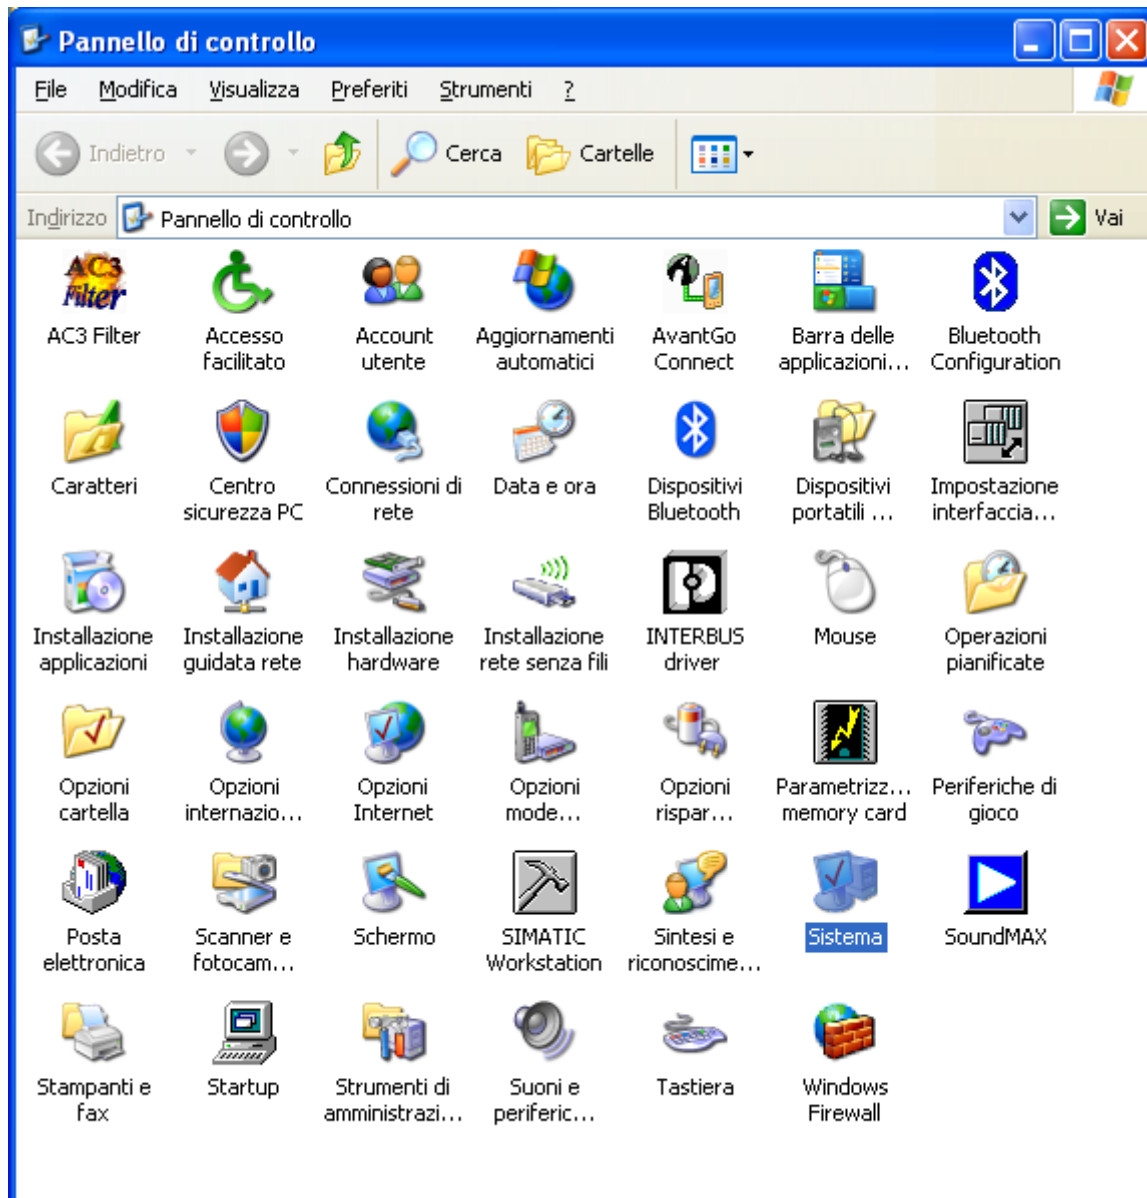 Pannello di controllo
File Modifica Visualizza Preferiti Strumenti ?
Indietro Cerca Cartelle
Indirizzo Pannello di controllo Vai
AC3 Filter
AC3 Filter Accesso Account Aggiornamenti AvantGo Barra delle Bluetooth
facilitato utente automatici Connect applicazioni... Configuration
Caratteri Centro Connessioni di Data e ora Dispositivi Dispositivi Impostazione
sicurezza PC rete Bluetooth portatili ... interfaccia...
Installazione Installazione Installazione Installazione INTERBUS Mouse Operazioni
applicazioni guidata rete hardware rete senza fili driver pianificate
Opzioni Opzioni Opzioni Opzioni Opzioni Parametrizz... Periferiche di
cartella internazio... Internet mode... rispar... memory card gioco
Posta Scanner e Schermo SIMATIC Sintesi e Sistema SoundMAX
elettronica fotocam... Workstation riconoscime...
Stampanti e Startup Strumenti di Suoni e Tastiera Windows
fax amministrazi... periferic... Firewall